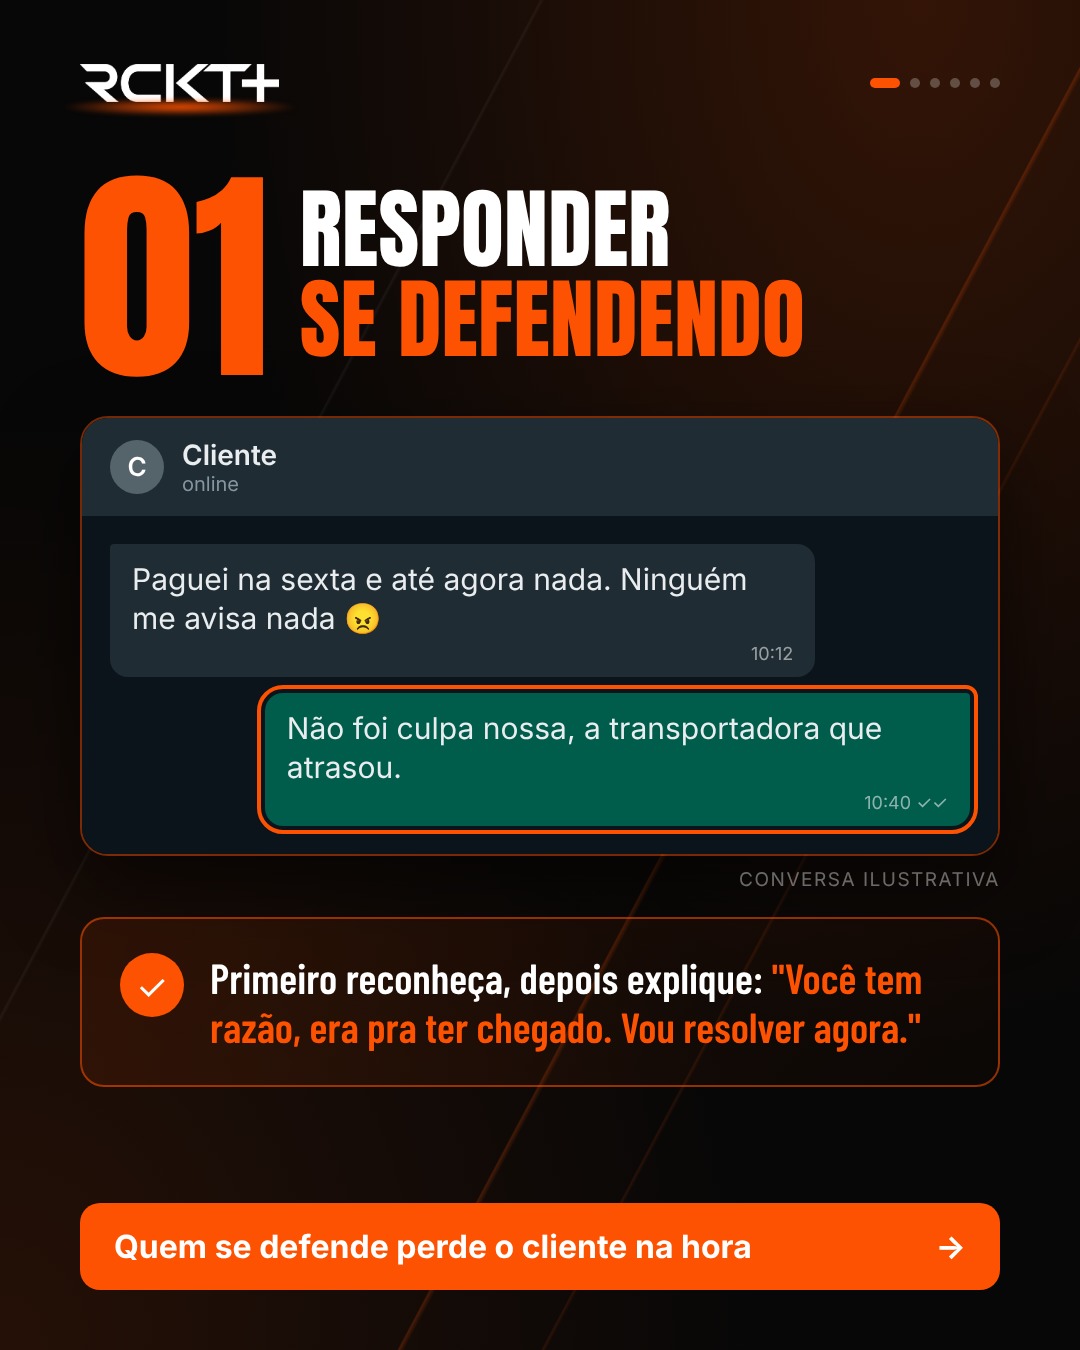 RCKT+
01
RESPONDER
SE DEFENDENDO
C
Cliente
online
Paguei na sexta e até agora nada. Ninguém
me avisa nada 😠
10:12
Não foi culpa nossa, a transportadora que
atrasou.
10:40 ✓✓
CONVERSA ILUSTRATIVA
Primeiro reconheça, depois explique: "Você tem
razão, era pra ter chegado. Vou resolver agora."
Quem se defende perde o cliente na hora →